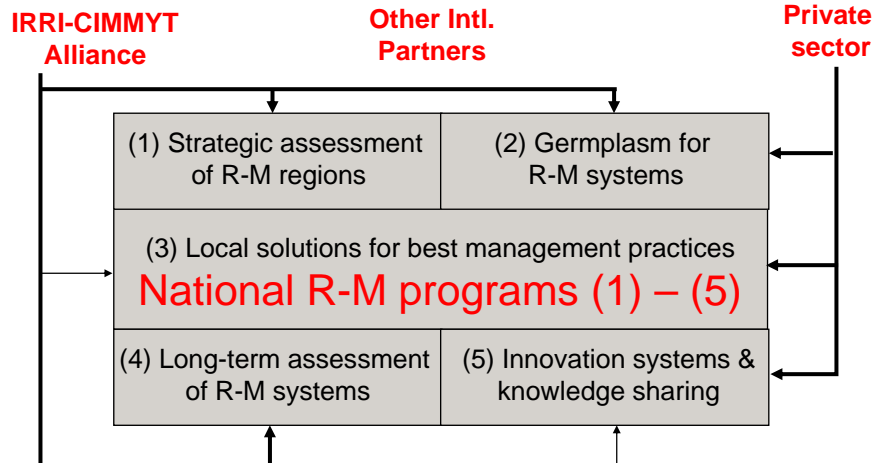 IRRI-CIMMYT
Alliance
Other Intl.
Partners
Private
sector
(1) Strategic assessment
of R-M regions
(2) Germplasm for
R-M systems
(3) Local solutions for best management practices
National R-M programs (1) – (5)
(4) Long-term assessment
of R-M systems
(5) Innovation systems &
knowledge sharing